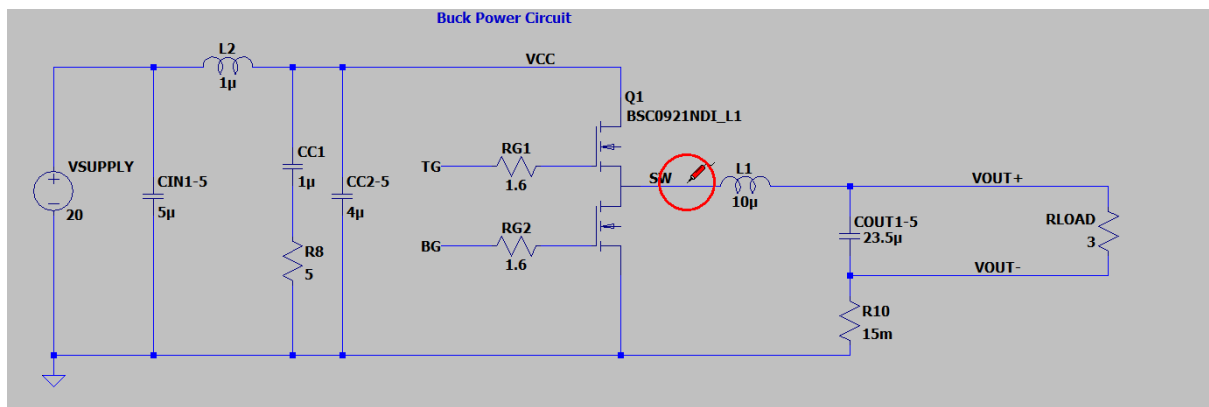 Buck Power Circuit
L2
1µ
VCC
Q1
BSC0921NDI_L1
VSUPPLY
20
CIN1-5
5µ
CC1
1µ
CC2-5
4µ
R8
5
TG
RG1
1.6
BG
RG2
1.6
SW
L1
10µ
VOUT+
COUT1-5
23.5µ
RLOAD
3
VOUT-
R10
15m